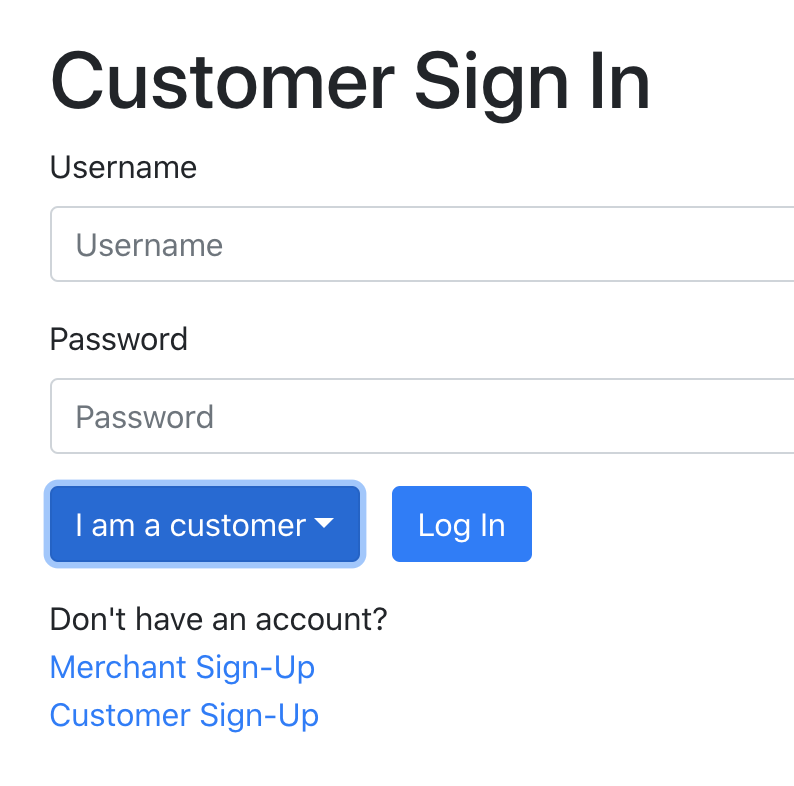 Customer Sign In
Username
Username
Password
Password
I am a customer Log In
Don't have an account?
Merchant Sign-Up
Customer Sign-Up